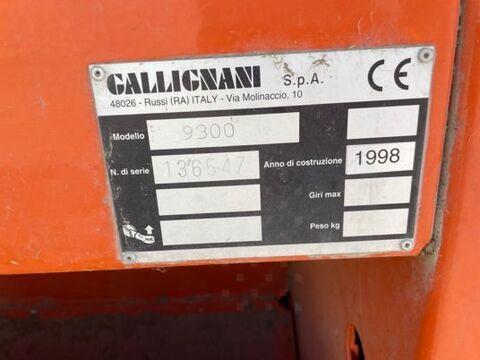 GALLIGNANI S.p.A. CE
48026 - Russi (RA) ITALY - Via Molinaccio, 10
Modello 9300
N. di serie 136547 Anno di costruzione 1998
Giri max
Peso kg